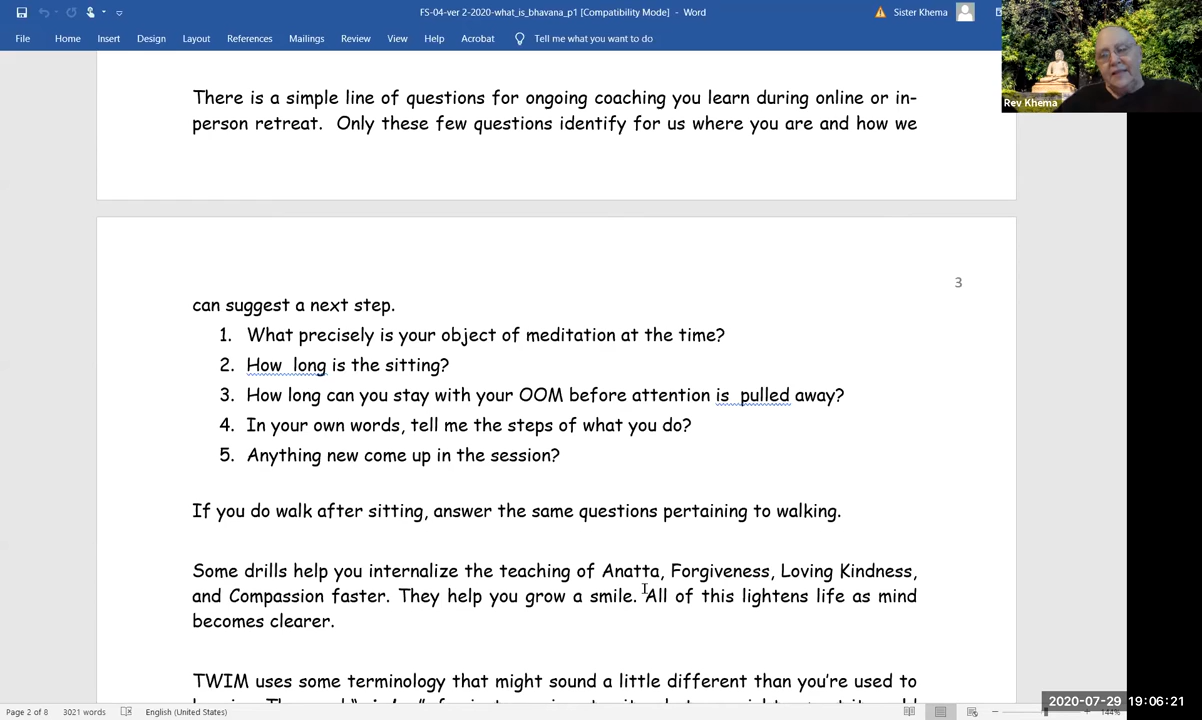 FS-04-ver 2-2020-what_is_bhavana_p1 [Compatibility Mode] - Word
Sister Khema
File Home Insert Design Layout References Mailings Review View Help Acrobat Tell me what you want to do
Rev Khema
There is a simple line of questions for ongoing coaching you learn during online or in-
person retreat. Only these few questions identify for us where you are and how we
3
can suggest a next step.
1. What precisely is your object of meditation at the time?
2. How long is the sitting?
3. How long can you stay with your OOM before attention is pulled away?
4. In your own words, tell me the steps of what you do?
5. Anything new come up in the session?
If you do walk after sitting, answer the same questions pertaining to walking.
Some drills help you internalize the teaching of Anatta, Forgiveness, Loving Kindness,
and Compassion faster. They help you grow a smile. All of this lightens life as mind
becomes clearer.
TWIM uses some terminology that might sound a little different than you're used to
Page 2 of 8 3021 words English (United States)
2020-07-29 19:06:21
144%